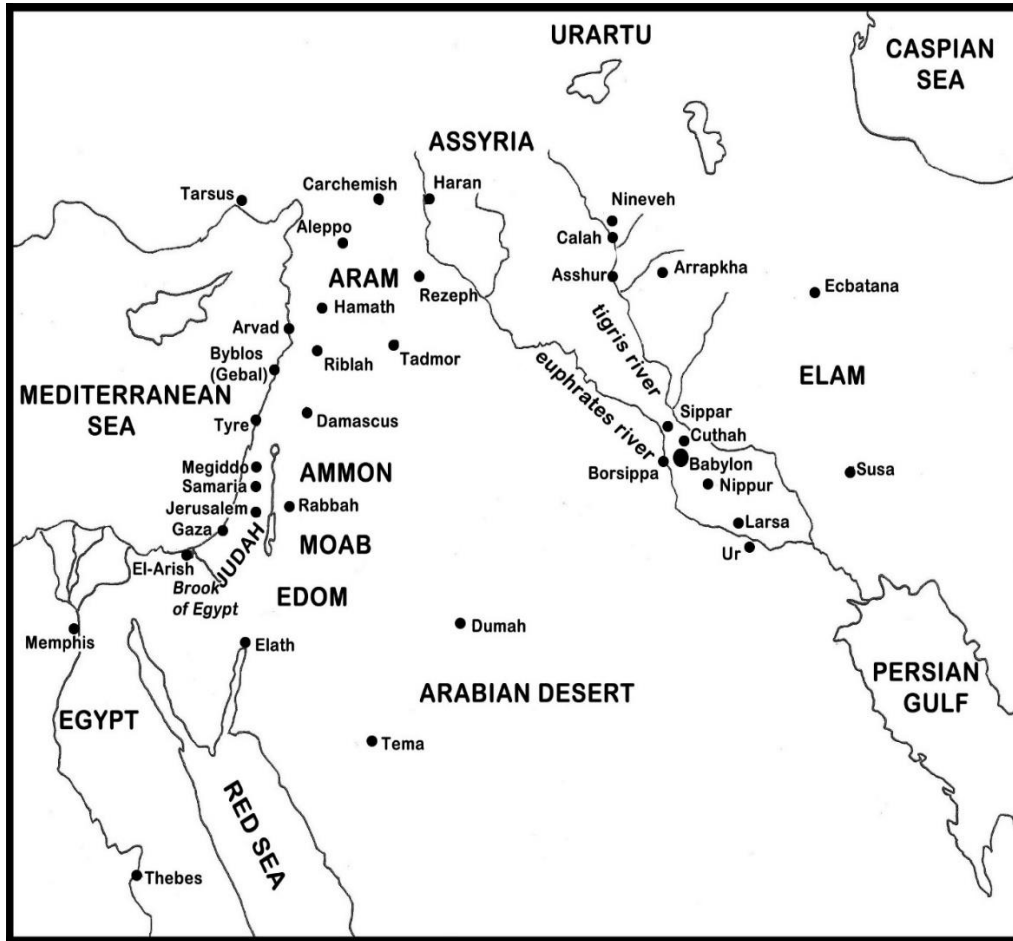 URARTU
CASPIAN
SEA
ASSYRIA
Tarsus
Carchemish
Haran
Nineveh
Aleppo
Calah
ARAM
Rezeph
Asshur
Arrapkha
Ecbatana
Hamath
Arvad
tigris river
Byblos
(Gebal)
Riblah
Tadmor
euphrates river
ELAM
MEDITERRANEAN
SEA
Tyre
Damascus
Sippar
Cuthah
Megiddo
AMMON
Borsippa
Babylon
Susa
Samaria
Nippur
Jerusalem
Rabbah
Gaza
JUDAH
MOAB
Larsa
Ur
El-Arish
Brook
of Egypt
EDOM
Memphis
Elath
Dumah
PERSIAN
GULF
EGYPT
ARABIAN DESERT
Tema
RED SEA
Thebes